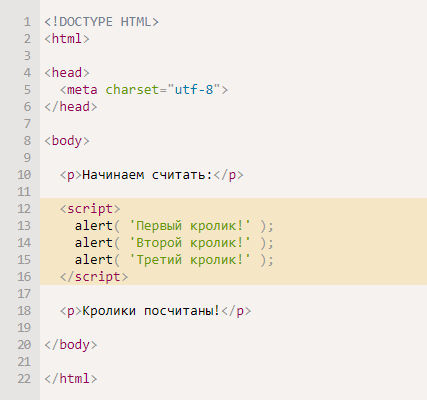 1 <!DOCTYPE HTML>
2 <html>
3
4 <head>
5   <meta charset="utf-8">
6 </head>
7
8 <body>
9
10   <p>Начинаем считать:</p>
11
12   <script>
13     alert( 'Первый кролик!' );
14     alert( 'Второй кролик!' );
15     alert( 'Третий кролик!' );
16   </script>
17
18   <p>Кролики посчитаны!</p>
19
20 </body>
21
22 </html>